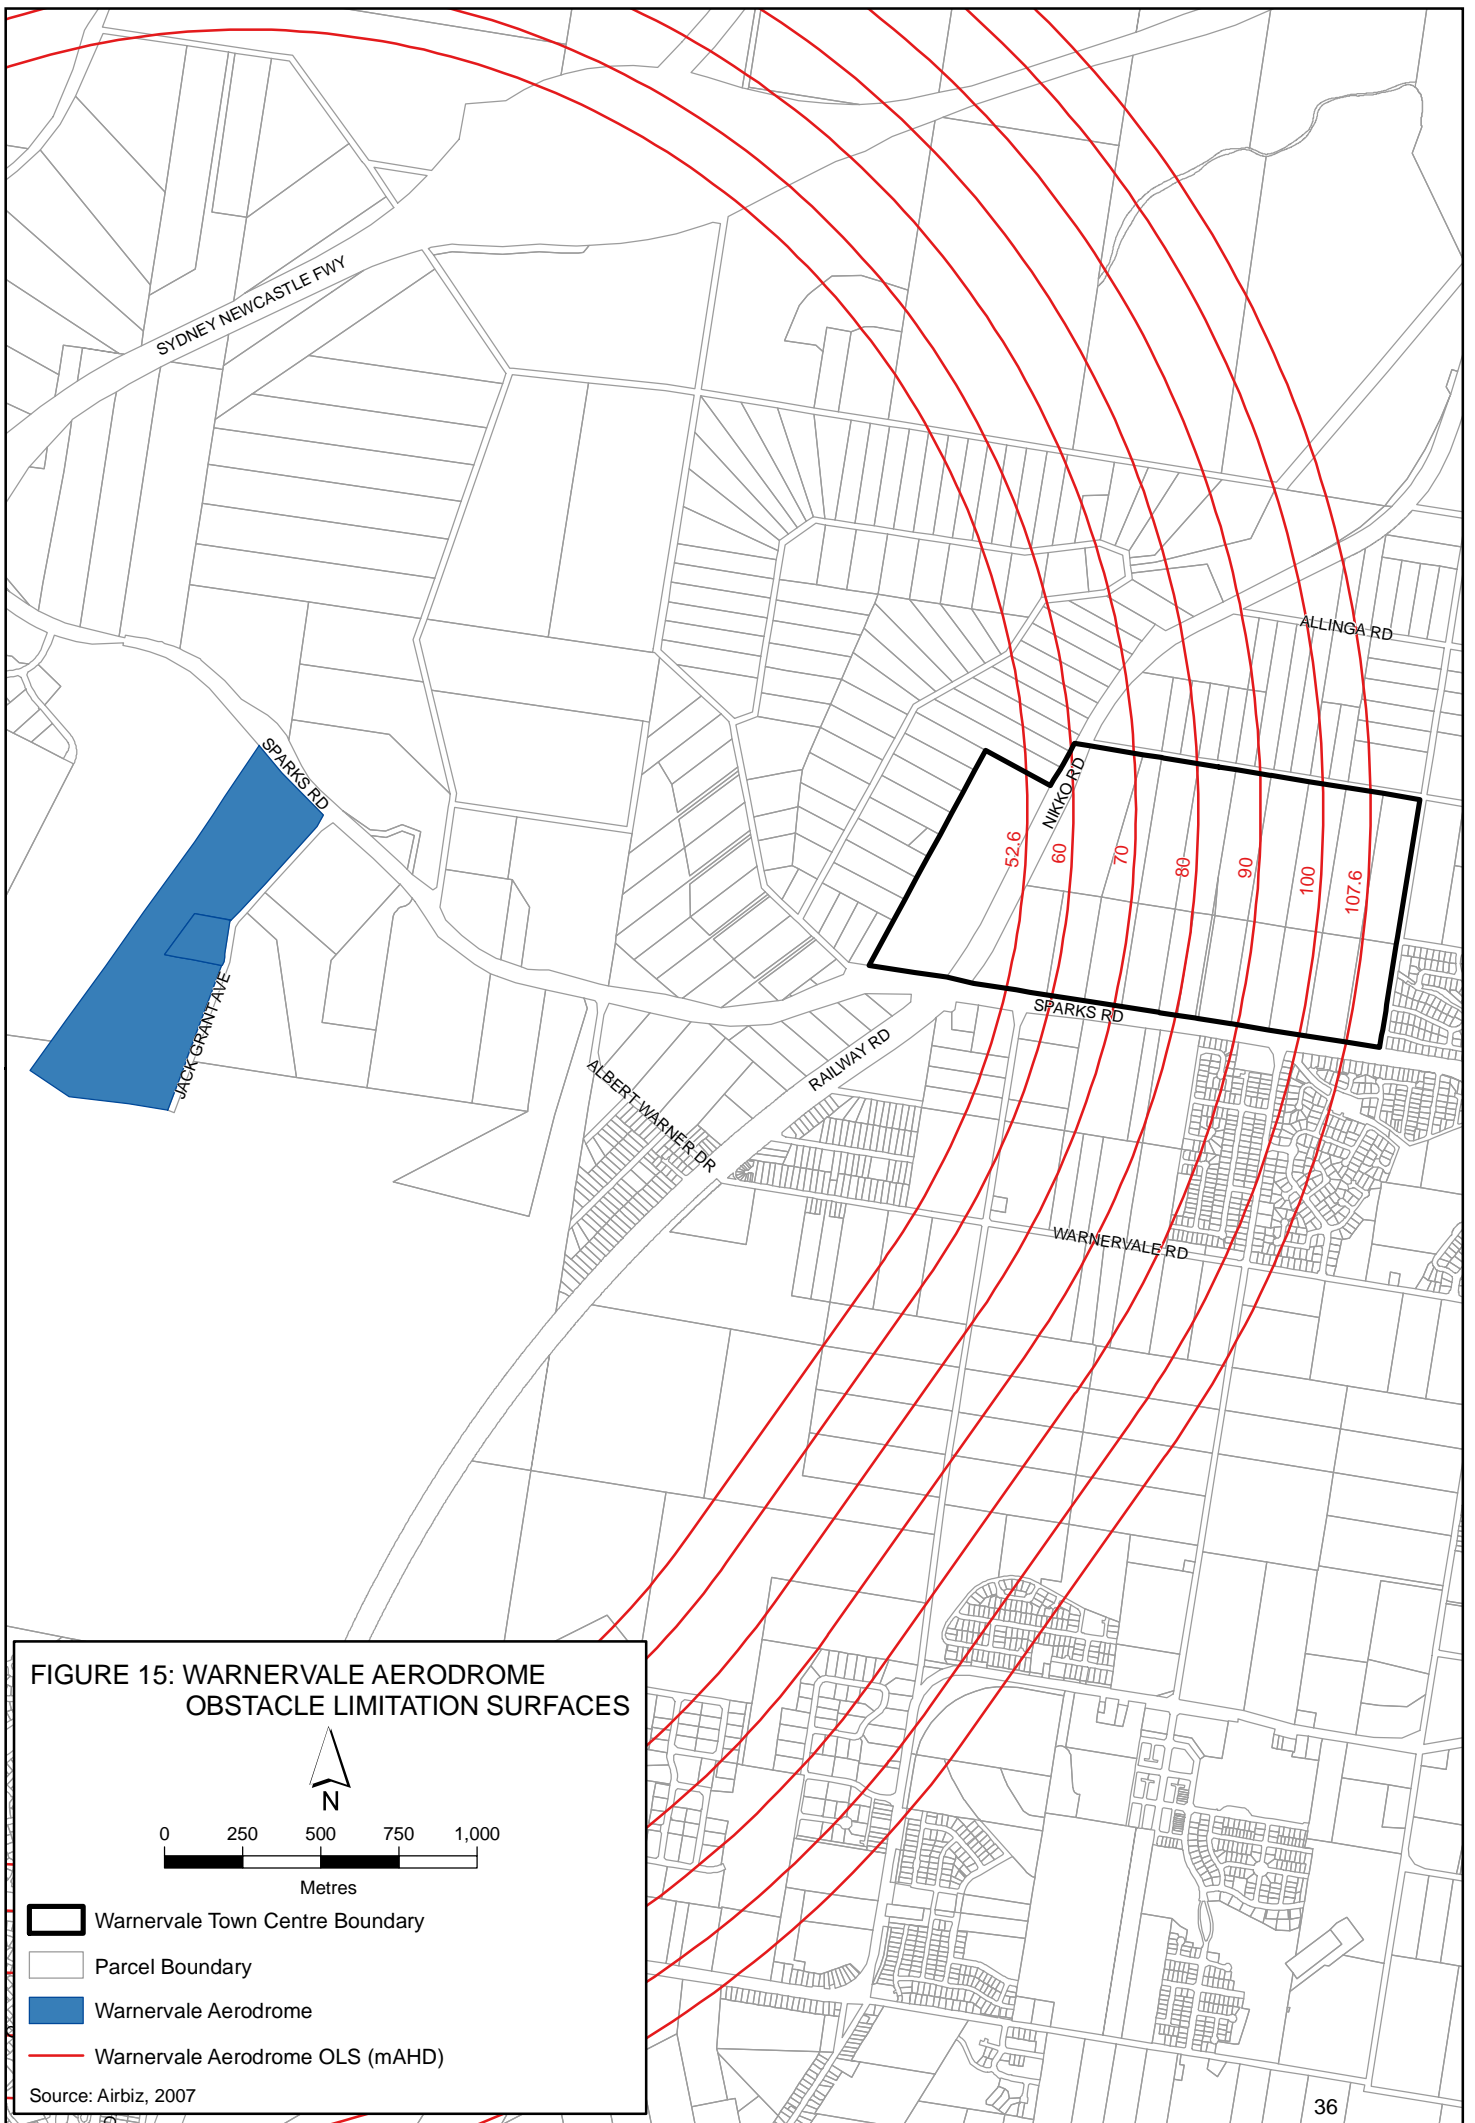 SYDNEY NEWCASTLE FWY
ALLINGA RD
SPARKS RD
NIKKO RD
52.6
60
70
80
90
100
107.6
JACK GRANT AVE
SPARKS RD
RAILWAY RD
ALBERT WARNER DR
WARNERVALE RD
FIGURE 15: WARNERVALE AERODROME
OBSTACLE LIMITATION SURFACES
N
0 250 500 750 1,000
Metres
Warnervale Town Centre Boundary
Parcel Boundary
Warnervale Aerodrome
Warnervale Aerodrome OLS (mAHD)
Source: Airbiz, 2007
36